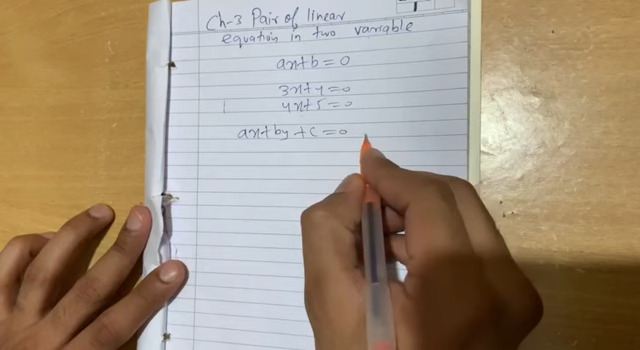 Ch-3 Pair of linear
equation in two variable
ax+b=0
3x+4=0
4x+5=0
ax+by+c=0